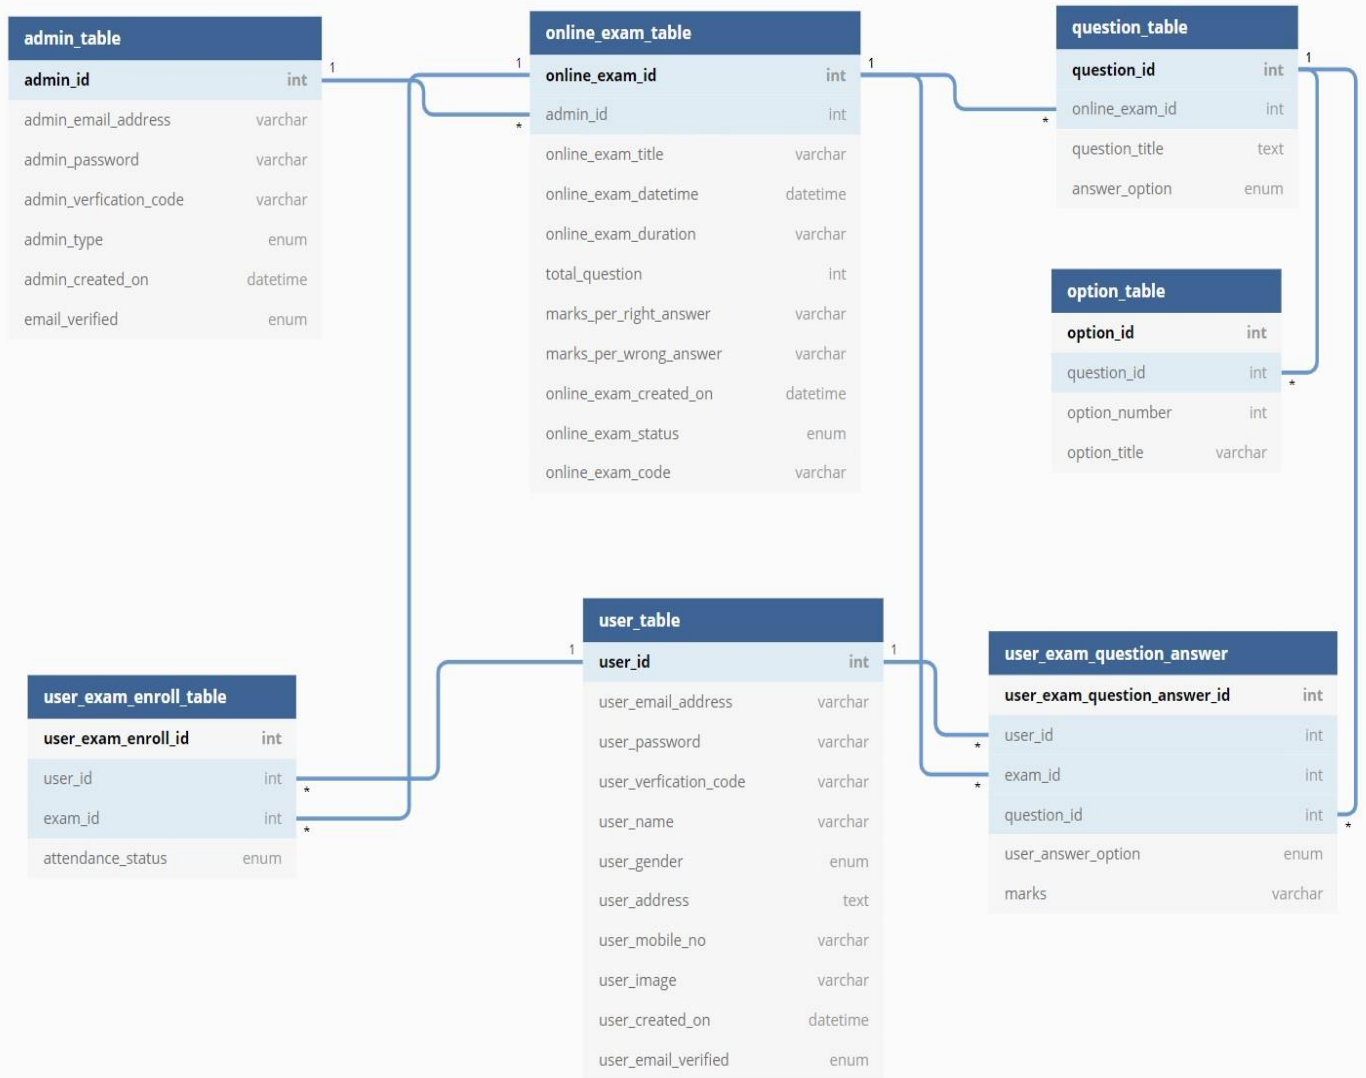 admin_table
admin_id int
admin_email_address varchar
admin_password varchar
admin_verfication_code varchar
admin_type enum
admin_created_on datetime
email_verified enum
1
1
*
online_exam_table
online_exam_id int
admin_id int
online_exam_title varchar
online_exam_datetime datetime
online_exam_duration varchar
total_question int
marks_per_right_answer varchar
marks_per_wrong_answer varchar
online_exam_created_on datetime
online_exam_status enum
online_exam_code varchar
1
*
question_table
question_id int
online_exam_id int
question_title text
answer_option enum
1
option_table
option_id int
question_id int
option_number int
option_title varchar
*
user_exam_enroll_table
user_exam_enroll_id int
user_id int
exam_id int
attendance_status enum
*
*
1
user_table
user_id int
user_email_address varchar
user_password varchar
user_verfication_code varchar
user_name varchar
user_gender enum
user_address text
user_mobile_no varchar
user_image varchar
user_created_on datetime
user_email_verified enum
1
*
*
user_exam_question_answer
user_exam_question_answer_id int
user_id int
exam_id int
question_id int
user_answer_option enum
marks varchar
*